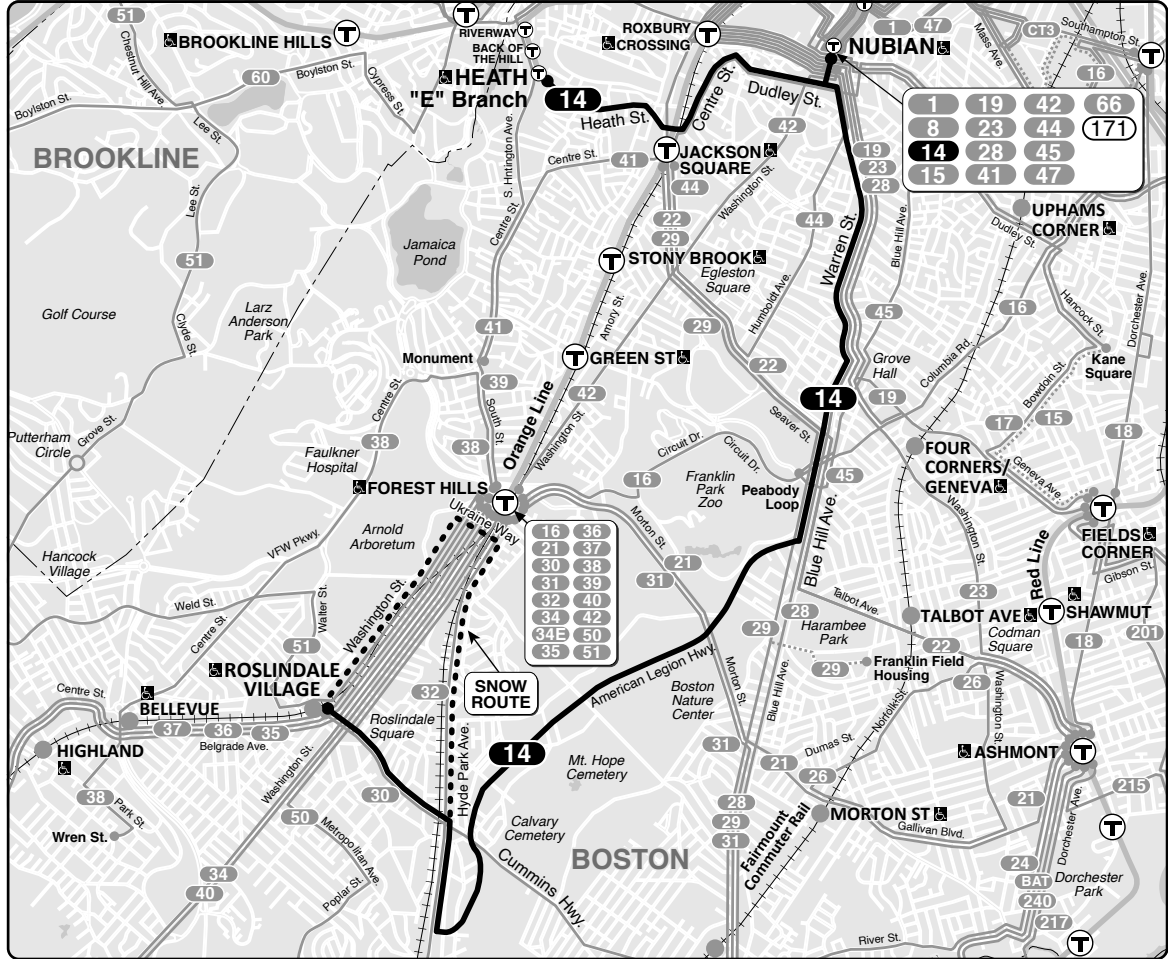 51
BROOKLINE HILLS
T
T
RIVERWAY
T
BACK OF
THE HILL
T
ROXBURY
CROSSING
T
1
47
CT3
Southampton St.
T
Mass Ave.
16
Chestnut Hill Ave.
60
Boylston St.
Cypress St.
HEATH
"E" Branch
T
14
NUBIAN
T
Boylston St.
Lee St.
Heath St.
Centre St.
Dudley St.
1 19 42 66
8 23 44 171
14 28 45
15 41 47
BROOKLINE
S. Hntington Ave.
Centre St.
41
T
JACKSON
SQUARE
42
19
23
28
44
Washington St.
Lee St.
Centre St.
22
29
44
Warren St.
Blue Hill Ave.
UPHAMS
CORNER
Dudley St.
51
Jamaica
Pond
T
STONY BROOK
Egleston
Square
Humboldt Ave.
Golf Course
Larz
Anderson
Park
Clyde St.
41
Amory St.
29
45
16
Hancock St.
Dorchester Ave.
Monument
T
GREEN ST
22
Grove
Hall
Columbia Rd.
Kane
Square
39
42
14
19
Bowdoin St.
Centre St.
South St.
Orange Line
Washington St.
Seaver St.
17
15
18
Putterham
Circle
Grove St.
Faulkner
Hospital
38
38
Circuit Dr.
Circuit Dr.
16
Franklin
Park
Zoo
Peabody
Loop
45
FOUR
CORNERS/
GENEVA
Geneva Ave.
FOREST HILLS
T
Ukraine Way
Arnold
Arboretum
Morton St.
Blue Hill Ave.
Washington St.
T
FIELDS
CORNER
Hancock
Village
VFW Pkwy.
16 36
21 37
30 38
31 39
32 40
34 42
34E 50
35 51
21
31
Red Line
Gibson St.
Weld St.
Centre St.
Walter St.
Washington St.
Talbot Ave.
23
28
29
Harambee
Park
TALBOT AVE
T
SHAWMUT
Codman
Square
22
18
201
51
ROSLINDALE
VILLAGE
SNOW
ROUTE
American Legion Hwy.
Morton St.
29
Franklin Field
Housing
26
Centre St.
BELLEVUE
32
Boston
Nature
Center
Blue Hill Ave.
Norfolk St.
Washington St.
37
36
35
Belgrade Ave.
Roslindale
Square
Hyde Park Ave.
14
31
Dumas St.
HIGHLAND
Washington St.
Mt. Hope
Cemetery
21
26
ASHMONT
T
38
Park St.
30
28
29
31
MORTON ST
21
215
Wren St.
50
Metropolitan Ave.
Calvary
Cemetery
Gallivan Blvd.
Dorchester Ave.
T
34
40
Poplar St.
Cummins Hwy.
BOSTON
Fairmount
Commuter Rail
24
BAT
240
217
Dorchester
Park
River St.
T